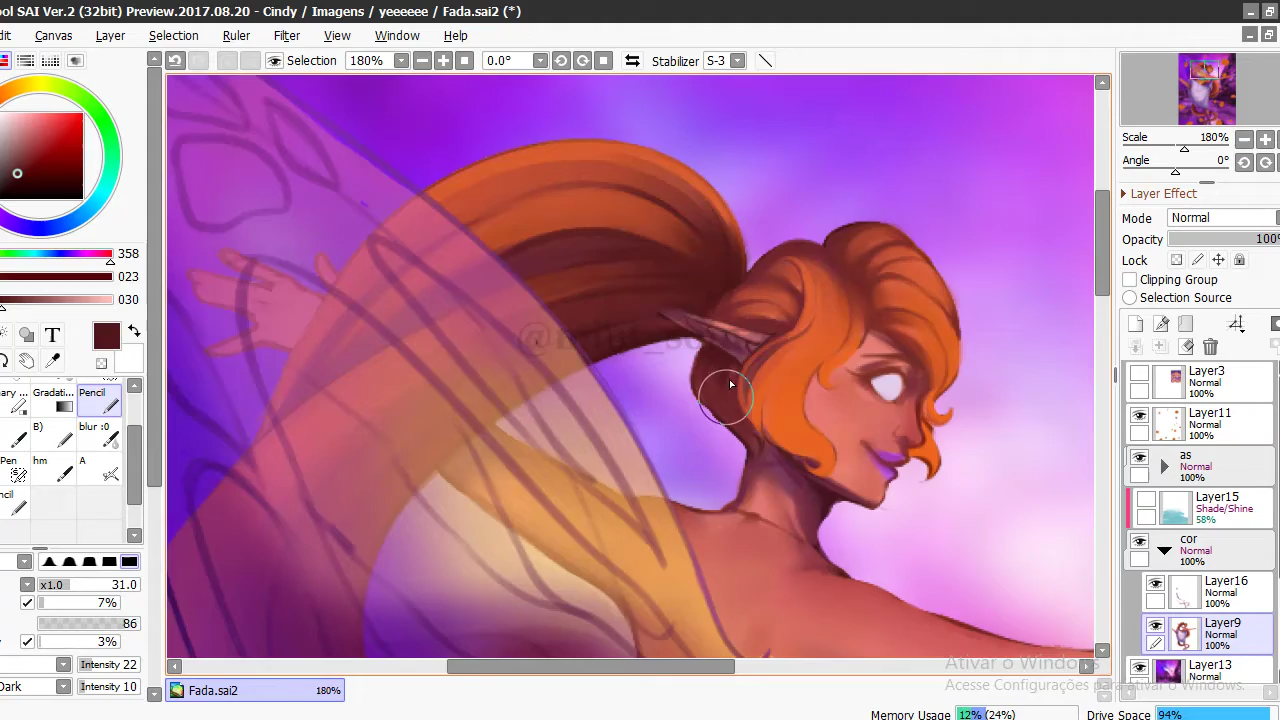 ool SAI Ver.2 (32bit) Preview.2017.08.20 - Cindy / Imagens / yeeeeee / Fada.sai2 (*)
dit Canvas Layer Selection Ruler Filter View Window Help
Selection 180% 0.0° Stabilizer S-3
Scale 180%
Angle 0°
Layer Effect
Mode Normal
Opacity 100%
Lock
Clipping Group
Selection Source
358
023
030
T
ary Gradati Pencil
B) blur :0
Pen hm A
ncil
x1.0 31.0
7%
86
3%
Intensity 22
Dark Intensity 10
Layer3
Normal
100%
Layer11
Normal
100%
as
Normal
100%
Layer15
Shade/Shine
58%
cor
Normal
100%
Layer16
Normal
100%
Layer9
Normal
100%
Layer13
Normal
Ativar o Windows
Acesse Configurações para ativar o Windows.
Fada.sai2 180%
Memory Usage 12% (24%) Drive Space 94%